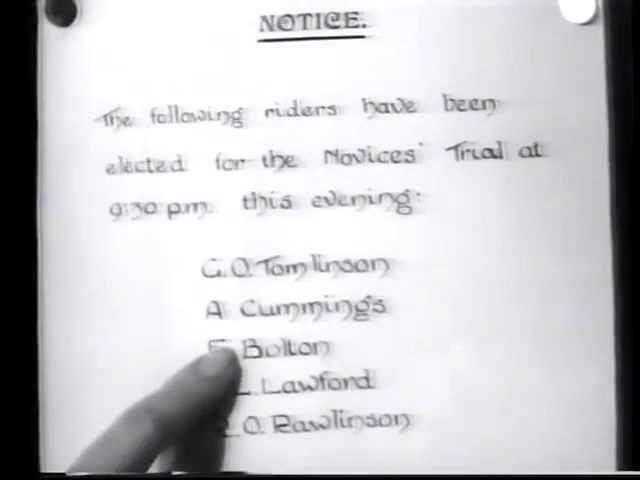 NOTICE.
The following riders have been
elected for the Novices' Trial at
9:30 p.m. this evening:
G.O. Tomlinson
A Cummings
Bolton
L. Lawford
O. Rawlinson